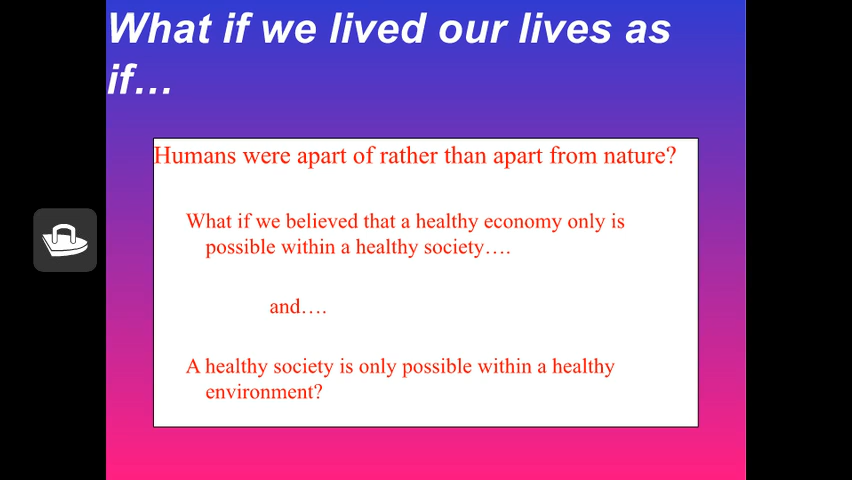 What if we lived our lives as
if…
Humans were apart of rather than apart from nature?
What if we believed that a healthy economy only is
possible within a healthy society….
and….
A healthy society is only possible within a healthy
environment?